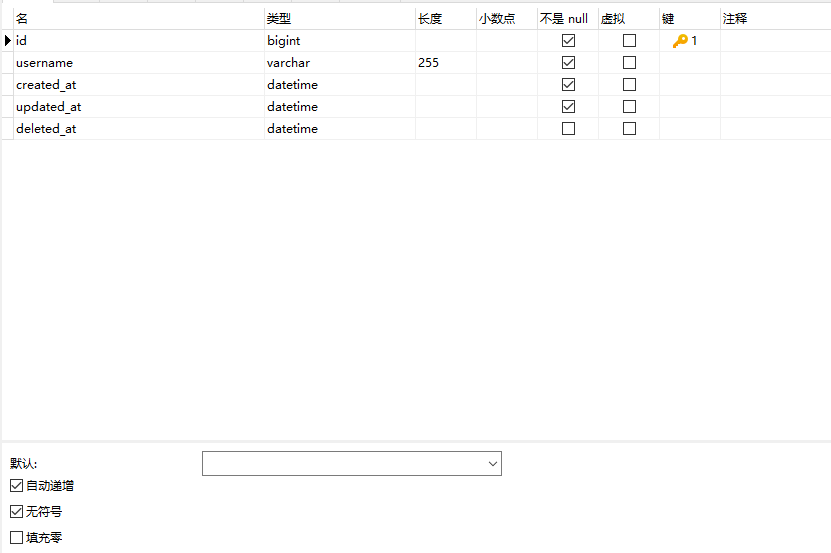 名 类型 长度 小数点 不是 null 虚拟 键 注释
id bigint 1
username varchar 255
created_at datetime
updated_at datetime
deleted_at datetime
默认:
自动递增
无符号
填充零